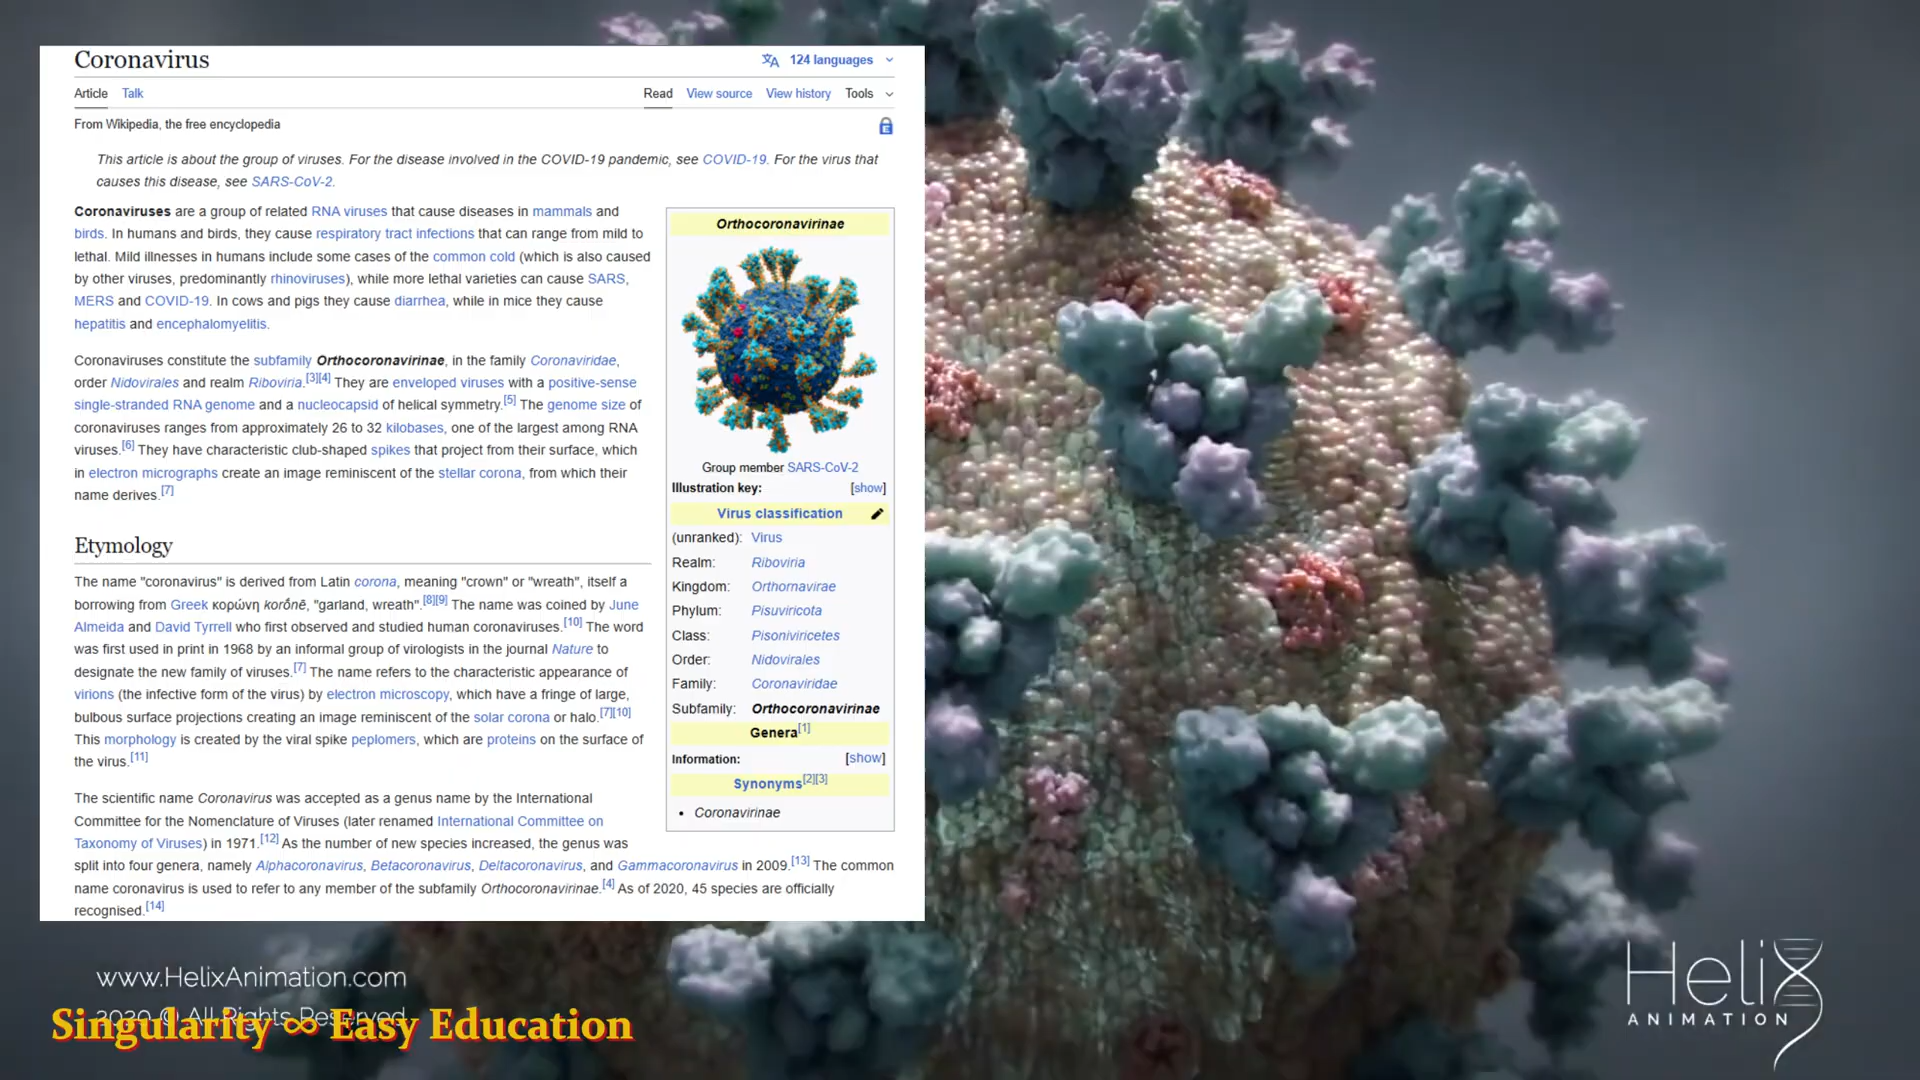 Coronavirus
124 languages
Article Talk
Read View source View history Tools
From Wikipedia, the free encyclopedia
This article is about the group of viruses. For the disease involved in the COVID-19 pandemic, see COVID-19. For the virus that
causes this disease, see SARS-CoV-2.
Coronaviruses are a group of related RNA viruses that cause diseases in mammals and
birds. In humans and birds, they cause respiratory tract infections that can range from mild to
lethal. Mild illnesses in humans include some cases of the common cold (which is also caused
by other viruses, predominantly rhinoviruses), while more lethal varieties can cause SARS,
MERS and COVID-19. In cows and pigs they cause diarrhea, while in mice they cause
hepatitis and encephalomyelitis.
Coronaviruses constitute the subfamily Orthocoronavirinae, in the family Coronaviridae,
order Nidovirales and realm Riboviria.[3][4] They are enveloped viruses with a positive-sense
single-stranded RNA genome and a nucleocapsid of helical symmetry.[5] The genome size of
coronaviruses ranges from approximately 26 to 32 kilobases, one of the largest among RNA
viruses.[6] They have characteristic club-shaped spikes that project from their surface, which
in electron micrographs create an image reminiscent of the stellar corona, from which their
name derives.[7]
Etymology
The name "coronavirus" is derived from Latin corona, meaning "crown" or "wreath", itself a
borrowing from Greek κορώνη korṓnē, "garland, wreath".[8][9] The name was coined by June
Almeida and David Tyrrell who first observed and studied human coronaviruses.[10] The word
was first used in print in 1968 by an informal group of virologists in the journal Nature to
designate the new family of viruses.[7] The name refers to the characteristic appearance of
virions (the infective form of the virus) by electron microscopy, which have a fringe of large,
bulbous surface projections creating an image reminiscent of the solar corona or halo.[7][10]
This morphology is created by the viral spike peplomers, which are proteins on the surface of
the virus.[11]
The scientific name Coronavirus was accepted as a genus name by the International
Committee for the Nomenclature of Viruses (later renamed International Committee on
Taxonomy of Viruses) in 1971.[12] As the number of new species increased, the genus was
split into four genera, namely Alphacoronavirus, Betacoronavirus, Deltacoronavirus, and Gammacoronavirus in 2009.[13] The common
name coronavirus is used to refer to any member of the subfamily Orthocoronavirinae.[4] As of 2020, 45 species are officially
recognised.[14]
Orthocoronavirinae
Group member SARS-CoV-2
Illustration key: [show]
Virus classification
(unranked): Virus
Realm: Riboviria
Kingdom: Orthornavirae
Phylum: Pisuviricota
Class: Pisoniviricetes
Order: Nidovirales
Family: Coronaviridae
Subfamily: Orthocoronavirinae
Genera[1]
Information: [show]
Synonyms[2][3]
• Coronavirinae
www.HelixAnimation.com
2020 © All Rights Reserved
Singularity ∞ Easy Education
Helix
ANIMATION